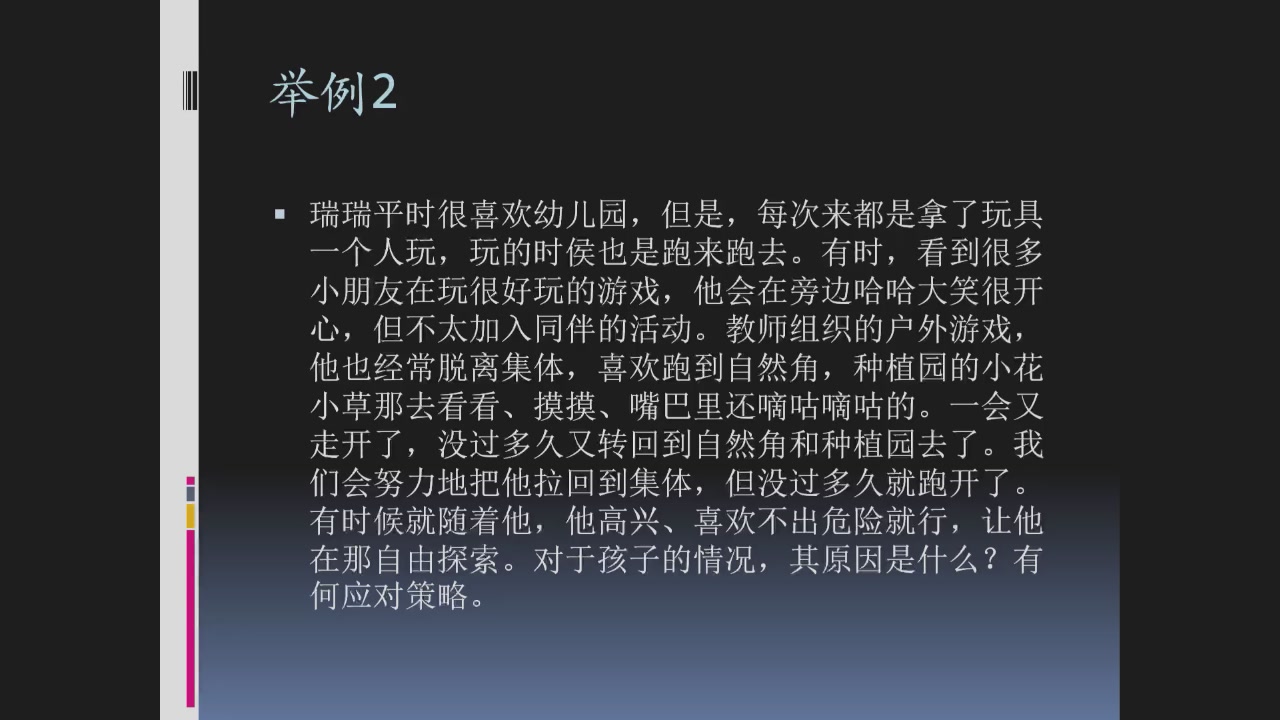 举例2
瑞瑞平时很喜欢幼儿园，但是，每次来都是拿了玩具
一个人玩，玩的时侯也是跑来跑去。有时，看到很多
小朋友在玩很好玩的游戏，他会在旁边哈哈大笑很开
心，但不太加入同伴的活动。教师组织的户外游戏，
他也经常脱离集体，喜欢跑到自然角，种植园的小花
小草那去看看、摸摸、嘴巴里还嘀咕嘀咕的。一会又
走开了，没过多久又转回到自然角和种植园去了。我
们会努力地把他拉回到集体，但没过多久就跑开了。
有时候就随着他，他高兴、喜欢不出危险就行，让他
在那自由探索。对于孩子的情况，其原因是什么？有
何应对策略。